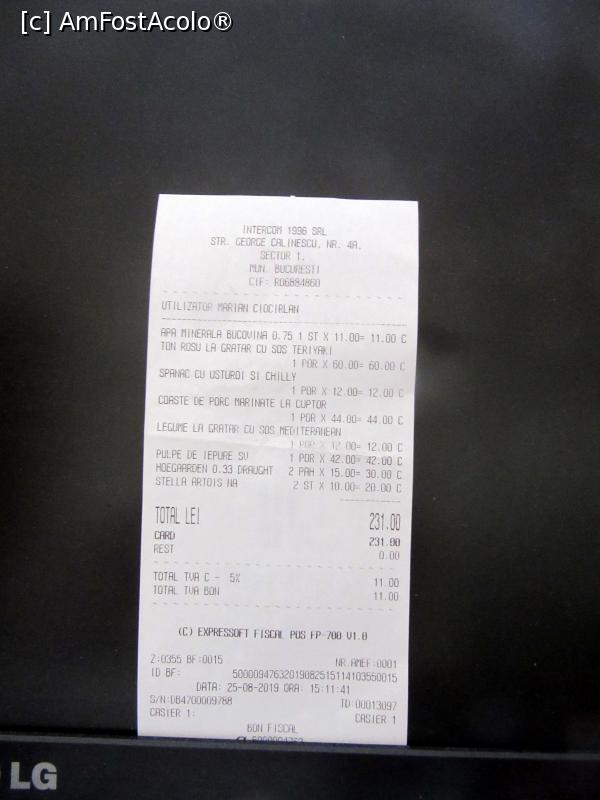 [c] AmFostAcolo®
INTERCOM 1996 SRL
STR. GEORGE CALINESCU, NR. 4A,
SECTOR 1,
MUN. BUCURESTI
CIF: RO6884860
UTILIZATOR MARIAN CIOCIRLAN
APA MINERALA BUCOVINA 0.75 1 ST X 11.00= 11.00 C
TON ROSU LA GRATAR CU SOS TERIYAKI
1 POR X 60.00= 60.00 C
SPANAC CU USTUROI SI CHILLY
1 POR X 12.00= 12.00 C
COASTE DE PORC MARINATE LA CUPTOR
1 POR X 44.00= 44.00 C
LEGUME LA GRATAR CU SOS MEDITERANEAN
1 POR X 12.00= 12.00 C
PULPE DE IEPURE SV 1 POR X 42.00= 42.00 C
HOEGAARDEN 0.33 DRAUGHT 2 PAH X 15.00= 30.00 C
STELLA ARTOIS NA 2 ST X 10.00= 20.00 C
TOTAL LEI 231.00
CARD 231.00
REST 0.00
TOTAL TVA C - 5% 11.00
TOTAL TVA BON 11.00
(C) EXPRESSOFT FISCAL POS FP-700 V1.0
Z:0355 BF:0015 NR.AMEF:0001
ID BF: 50000947632019082515114103550015
DATA: 25-08-2019 ORA: 15:11:41
S/N:DB4700009788 TD:00013097
CASIER 1: CASIER 1
BON FISCAL
LG